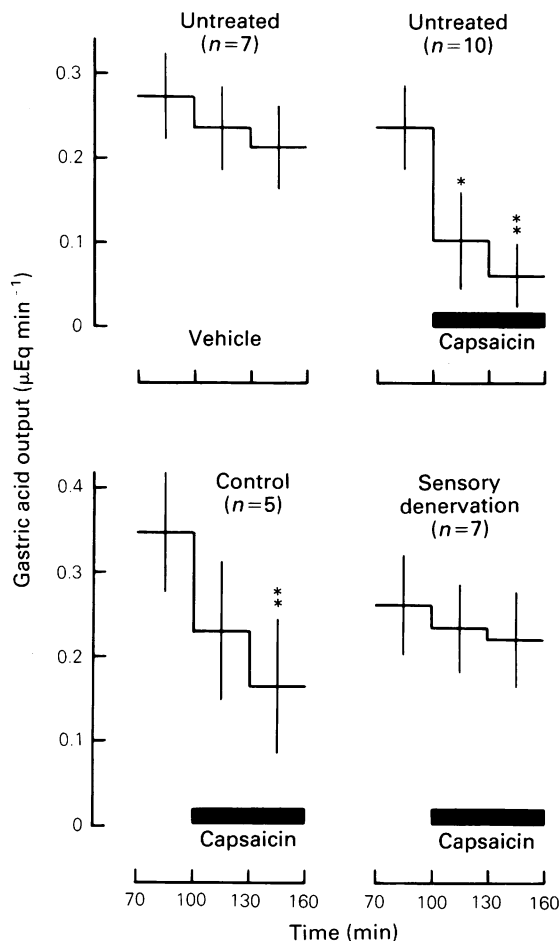 Untreated
(n=7)
Untreated
(n=10)
0.3
0.2
0.1
0
*
**
Vehicle
Capsaicin
Gastric acid output (µEq min⁻¹)
Control
(n=5)
Sensory
denervation
(n=7)
0.4
0.3
0.2
0.1
0
**
Capsaicin
Capsaicin
70 100 130 160 70 100 130 160
Time (min)